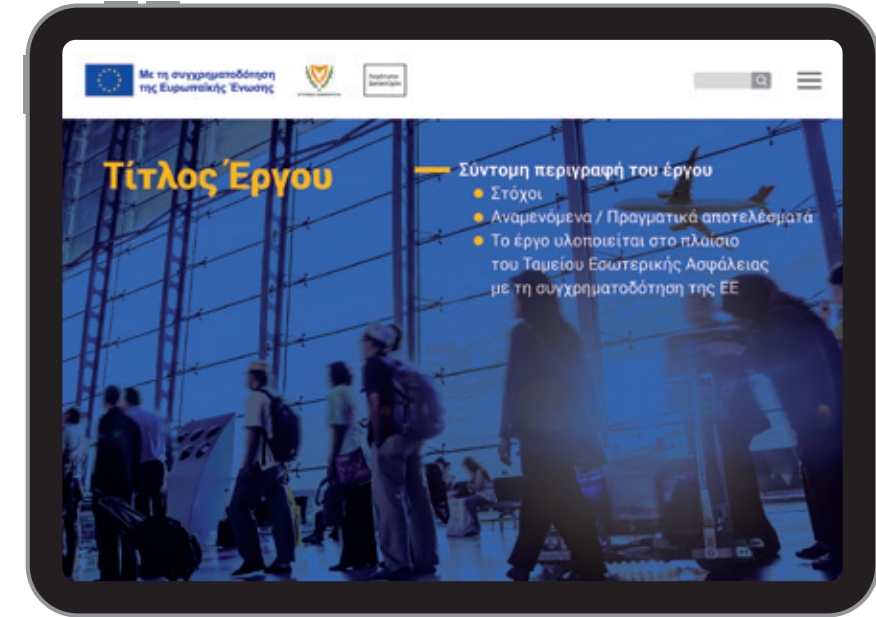 Με τη συγχρηματοδότηση
της Ευρωπαϊκής Ένωσης
Τίτλος Έργου
Σύντομη περιγραφή του έργου
Στόχοι
Αναμενόμενα / Πραγματικά αποτελέσματά
Το έργο υλοποιείται στο πλαίσιο
του Ταμείου Εσωτερικής Ασφάλειας
με τη συγχρηματοδότηση της ΕΕ